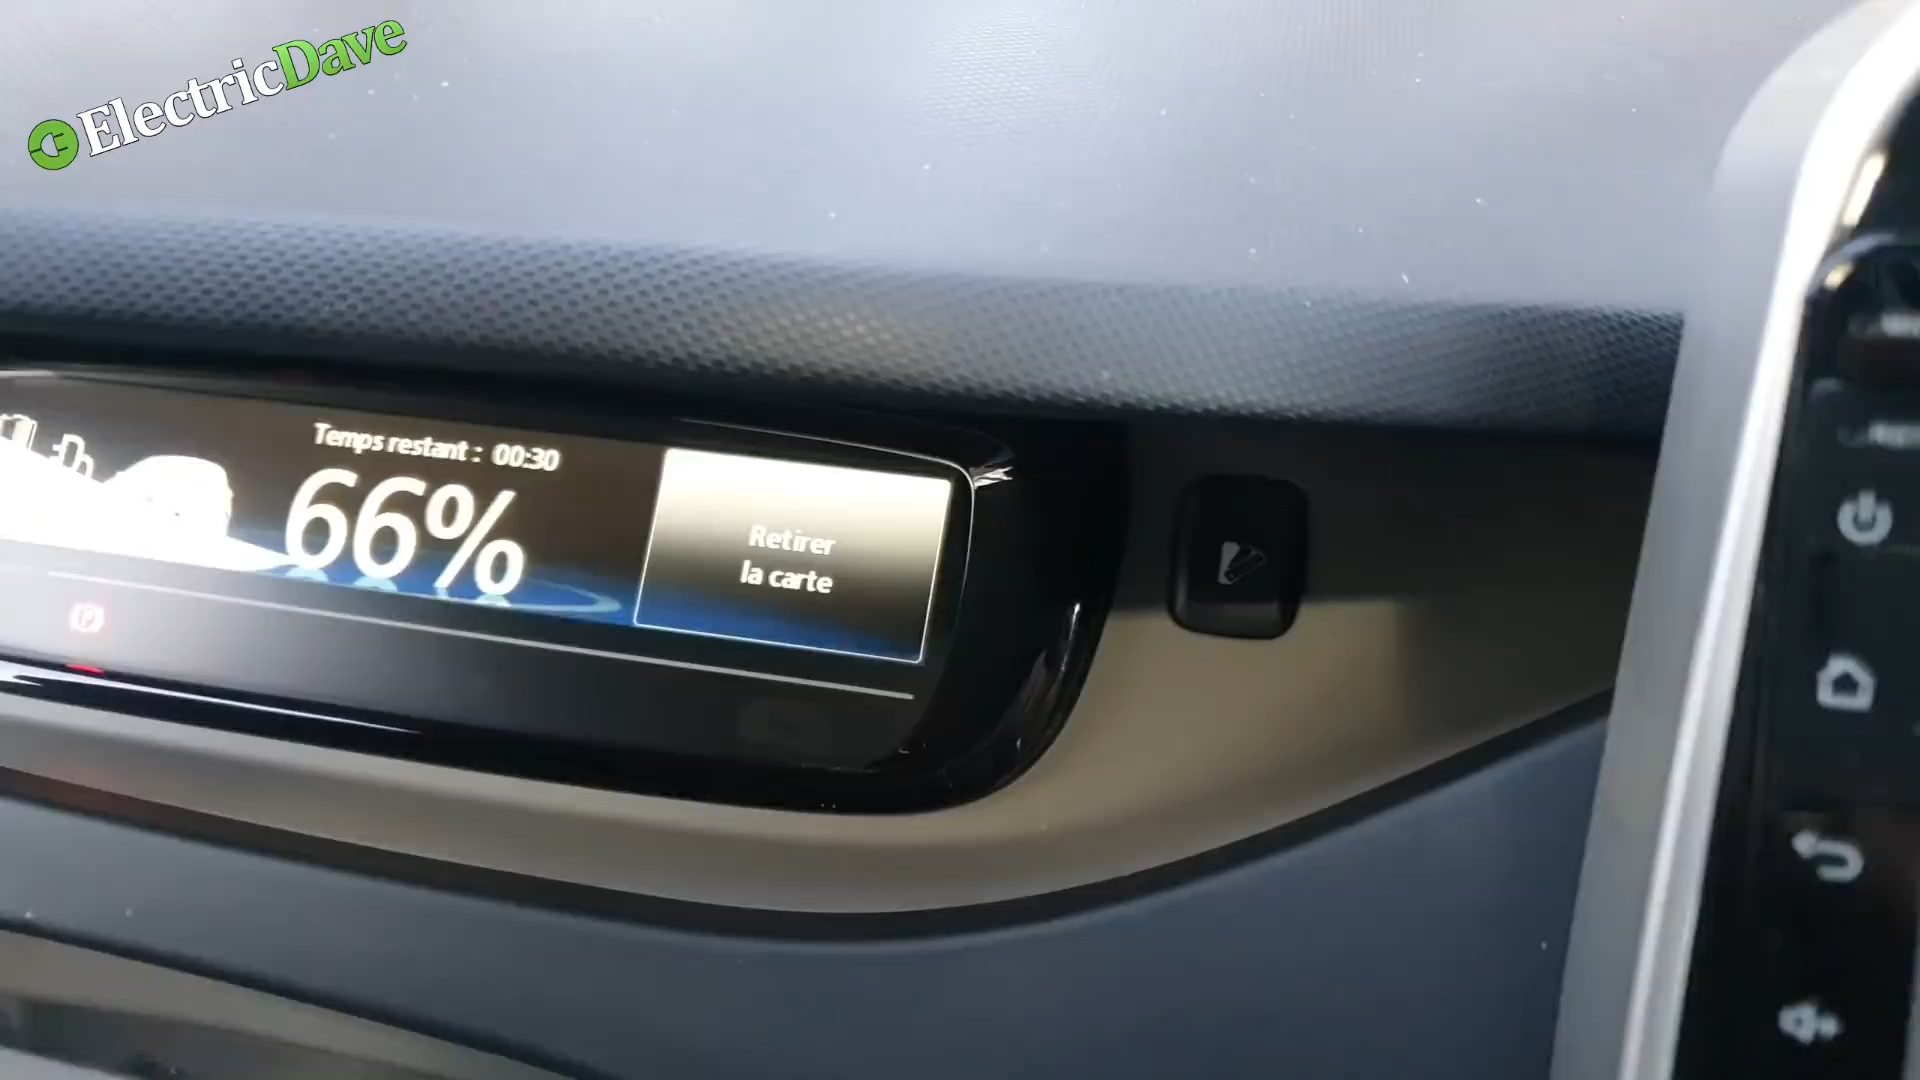 ElectricDave
Temps restant : 00:30
66%
Retirer
la carte